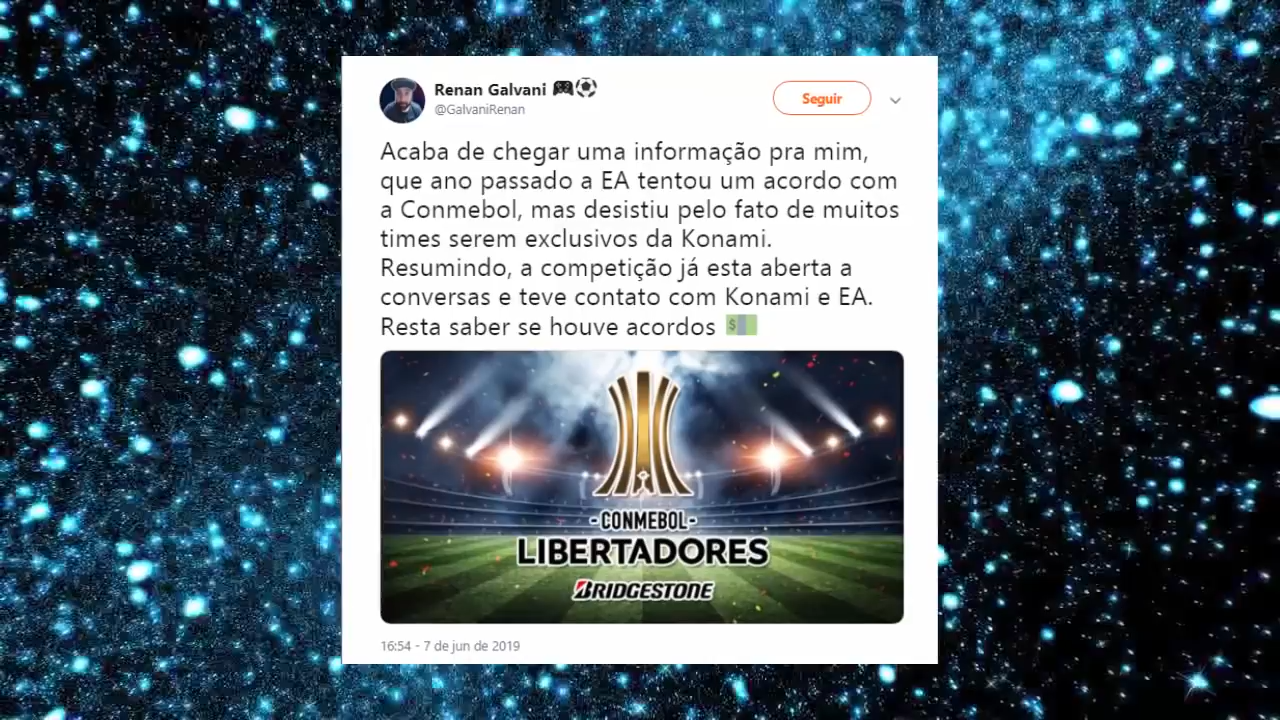 Renan Galvani 🎮⚽
@GalvaniRenan
Seguir
Acaba de chegar uma informação pra mim,
que ano passado a EA tentou um acordo com
a Conmebol, mas desistiu pelo fato de muitos
times serem exclusivos da Konami.
Resumindo, a competição já esta aberta a
conversas e teve contato com Konami e EA.
Resta saber se houve acordos 💵
-CONMEBOL-
LIBERTADORES
BRIDGESTONE
16:54 - 7 de jun de 2019